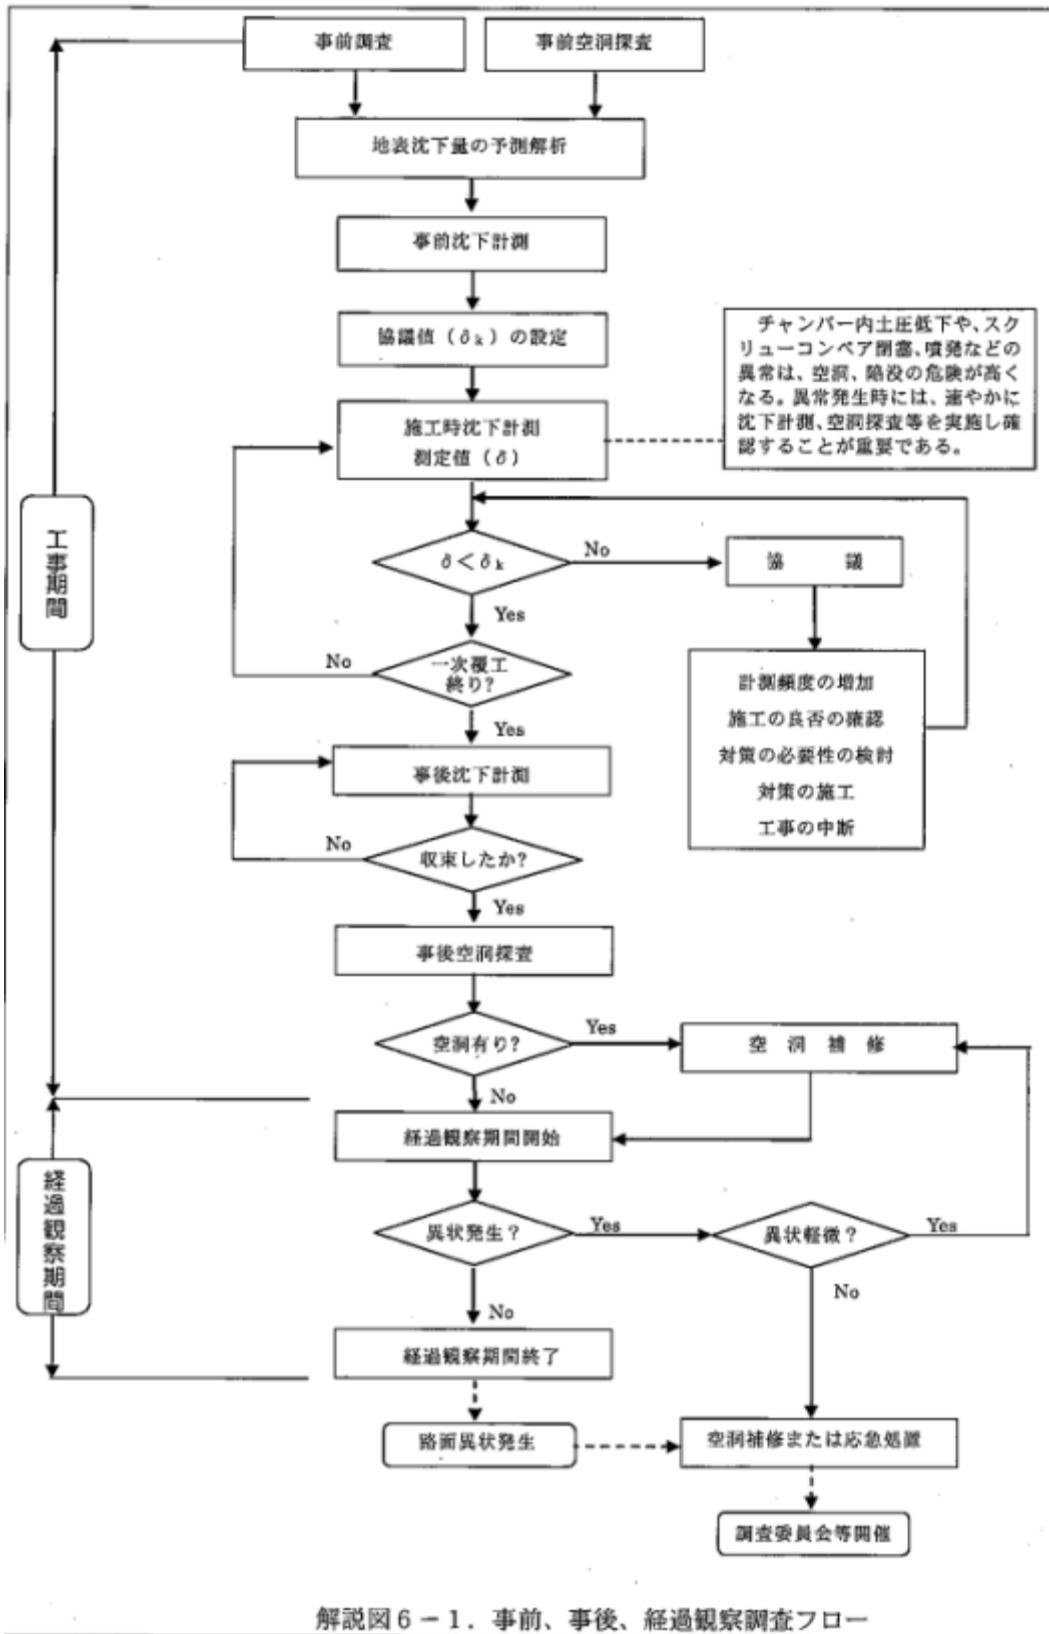 事前調査
事前空洞探査
地表沈下量の予測解析
事前沈下計測
協議値（δk）の設定
チャンバー内土圧低下や、スク
リューコンベア閉塞、噴発などの
異常は、空洞、陥没の危険が高く
なる。異常発生時には、速やかに
沈下計測、空洞探査等を実施し確
認することが重要である。
施工時沈下計測
測定値（δ）
工事期間
δ＜δk
No
協　　議
Yes
一次覆工
終り？
No
計測頻度の増加
施工の良否の確認
対策の必要性の検討
対策の施工
工事の中断
Yes
事後沈下計測
No
収束したか？
Yes
事後空洞探査
空洞有り？
Yes
空 洞 補 修
No
経過観察期間開始
経過観察期間
異状発生？
Yes
異状軽微？
Yes
No
No
経過観察期間終了
路面異状発生
空洞補修または応急処置
調査委員会等開催
解説図６－１．事前、事後、経過観察調査フロー